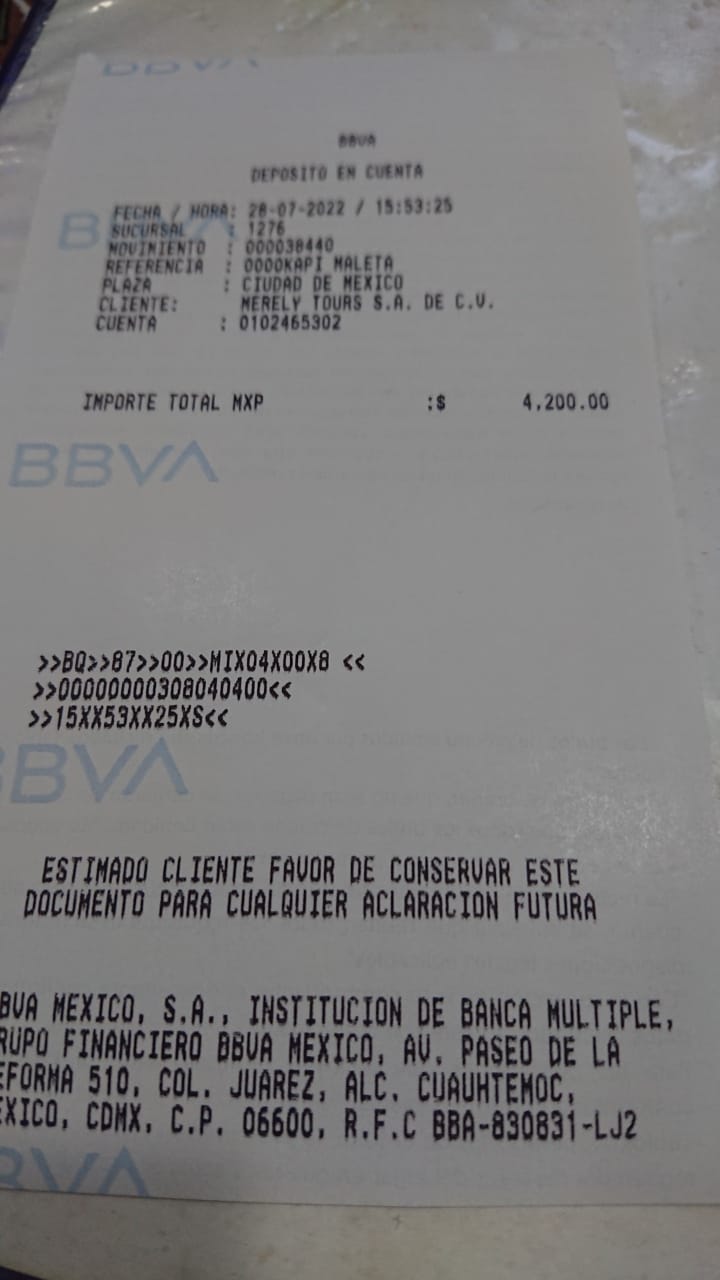 BBVA
BBVA
DEPOSITO EN CUENTA
FECHA / HORA: 28-07-2022 / 15:53:25
BBVA
SUCURSAL : 1276
MOVIMIENTO : 000038440
REFERENCIA : 0000KAPI MALETA
PLAZA : CIUDAD DE MEXICO
CLIENTE: MERELY TOURS S.A. DE C.V.
CUENTA : 0102465302
IMPORTE TOTAL MXP :$ 4,200.00
BBVA
>>BQ>>87>>00>>MIX04X00X8 <<
>>00000000308040400<<
>>15XX53XX25XS<<
BBVA
ESTIMADO CLIENTE FAVOR DE CONSERVAR ESTE
DOCUMENTO PARA CUALQUIER ACLARACION FUTURA
BVA MEXICO, S.A., INSTITUCION DE BANCA MULTIPLE,
RUPO FINANCIERO BBVA MEXICO, AV. PASEO DE LA
EFORMA 510, COL. JUAREZ, ALC. CUAUHTEMOC,
EXICO, CDMX, C.P. 06600, R.F.C BBA-830831-LJ2
BBVA